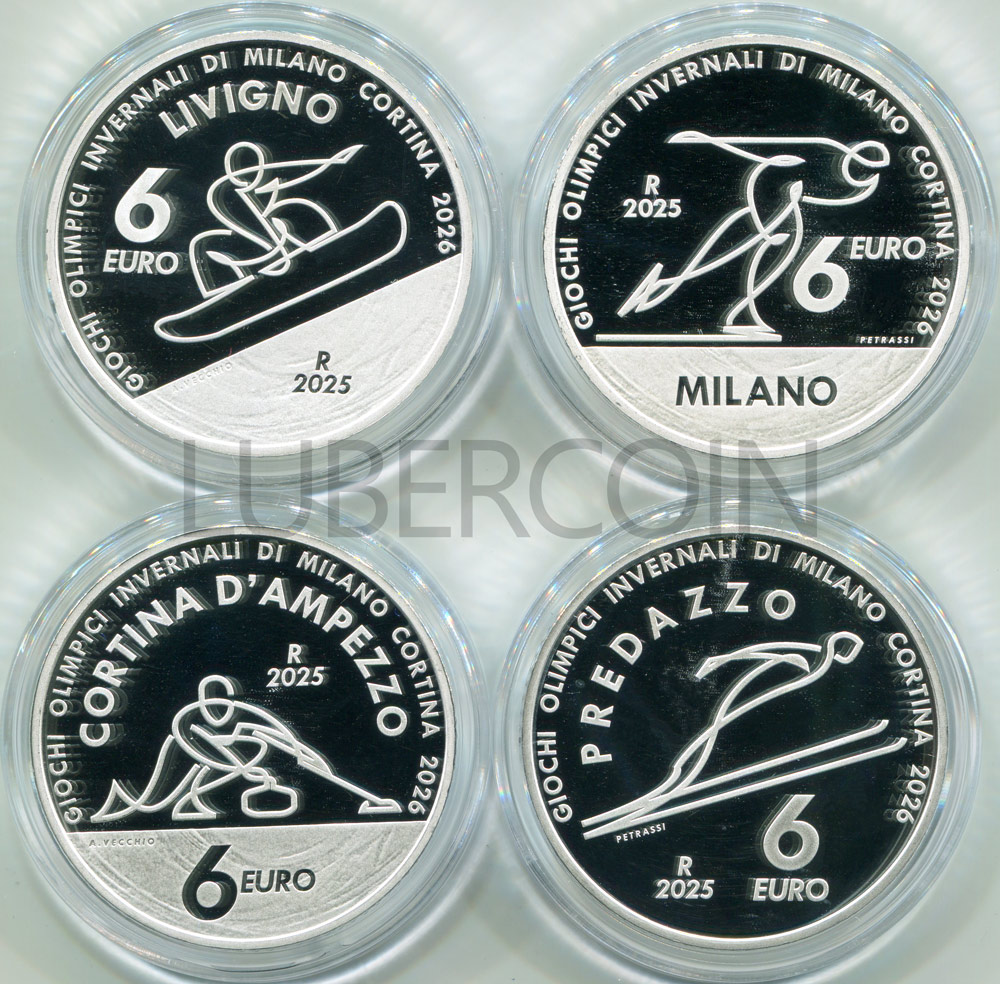 GIOCHI OLIMPICI INVERNALI DI MILANO CORTINA 2026
LIVIGNO
6
EURO
A. VECCHIO
R
2025
GIOCHI OLIMPICI INVERNALI DI MILANO CORTINA 2026
R
2025
6 EURO
PETRASSI
MILANO
LUBERCOIN
GIOCHI OLIMPICI INVERNALI DI MILANO CORTINA 2026
CORTINA D'AMPEZZO
R
2025
A. VECCHIO
6 EURO
GIOCHI OLIMPICI INVERNALI DI MILANO CORTINA 2026
PREDAZZO
PETRASSI
R
2025
6
EURO